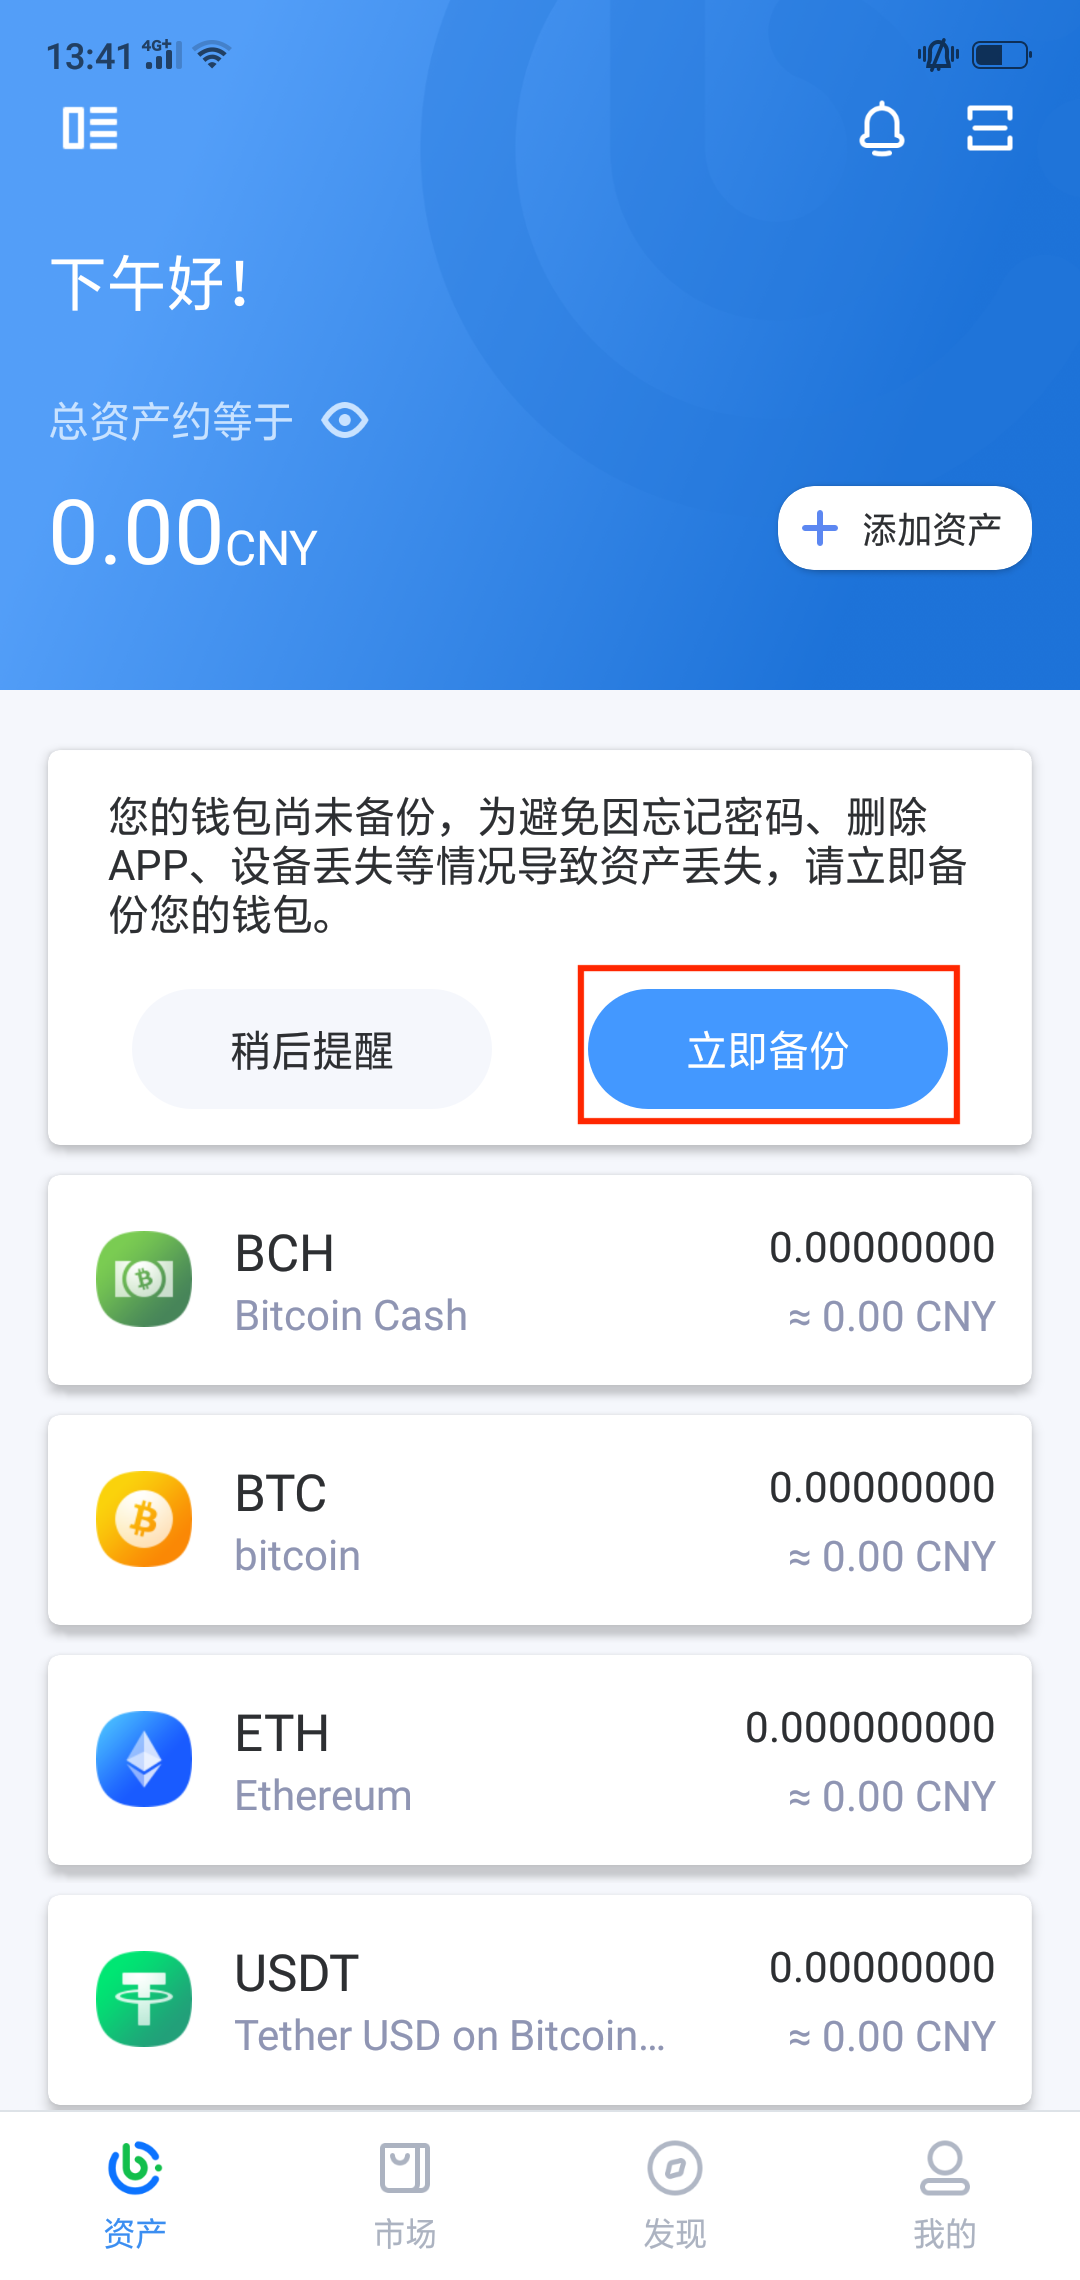 13:41 4G+
下午好！
总资产约等于
0.00CNY
添加资产
您的钱包尚未备份，为避免因忘记密码、删除
APP、设备丢失等情况导致资产丢失，请立即备
份您的钱包。
稍后提醒
立即备份
BCH
0.00000000
Bitcoin Cash
≈ 0.00 CNY
BTC
0.00000000
bitcoin
≈ 0.00 CNY
ETH
0.000000000
Ethereum
≈ 0.00 CNY
USDT
0.00000000
Tether USD on Bitcoin...
≈ 0.00 CNY
资产
市场
发现
我的